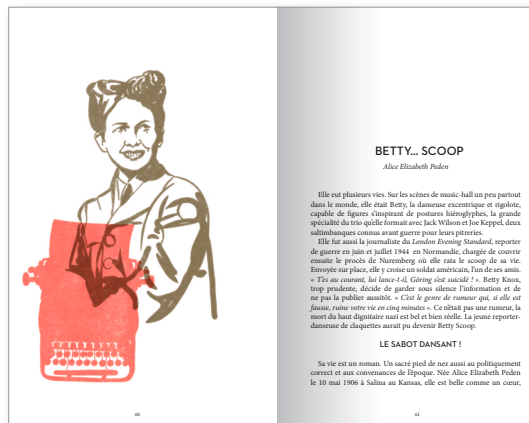 BETTY... SCOOP
Alice Elizabeth Peden
Elle eut plusieurs vies. Sur les scènes de music-hall un peu partout
dans le monde, elle était Betty, la danseuse excentrique et rigolote,
capable de figures s'inspirant de postures hiéroglyphes, la grande
spécialité du trio qu'elle formait avec Jack Wilson et Joe Keppel, deux
saltimbanques connus avant guerre pour leurs pitreries.
Elle fut aussi la journaliste du London Evening Standard, reporter
de guerre en juin et juillet 1944 en Normandie, chargée de couvrir
ensuite le procès de Nuremberg où elle rata le scoop de sa vie.
Envoyée sur place, elle y croise un soldat américain, l'un de ses amis.
« T'es au courant, lui lance-t-il, Göring s'est suicidé ! ». Betty Knox,
trop prudente, décide de garder sous silence l'information et de
ne pas la publier aussitôt. « C'est le genre de rumeur qui, si elle est
fausse, ruine votre vie en cinq minutes ». Ce n'était pas une rumeur, la
mort du haut dignitaire nazi est bel et bien réelle. La jeune reporter-
danseuse de claquettes aurait pu devenir Betty Scoop.
LE SABOT DANSANT !
Sa vie est un roman. Un sacré pied de nez aussi au politiquement
correct et aux convenances de l'époque. Née Alice Elizabeth Peden
le 10 mai 1906 à Salina au Kansas, elle est belle comme un cœur,
60
61